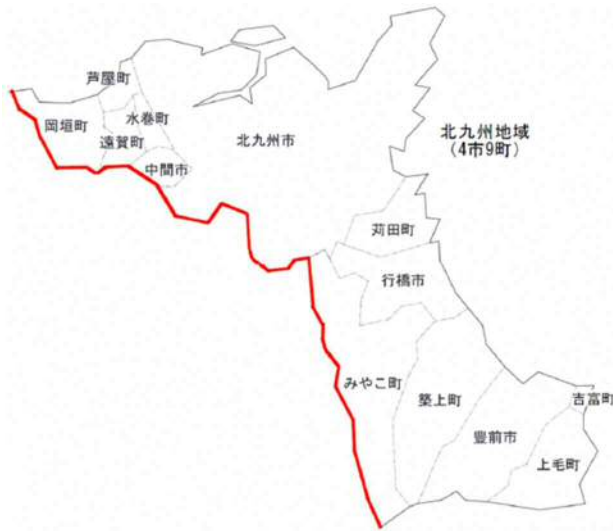 芦屋町
岡垣町
水巻町
遠賀町
中間市
北九州市
北九州地域
(4市9町)
苅田町
行橋市
みやこ町
築上町
吉富町
豊前市
上毛町